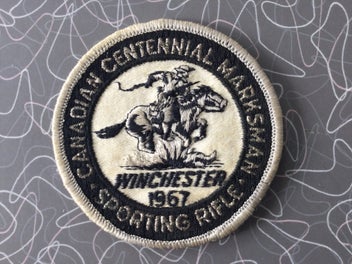 CANADIAN CENTENNIAL MARKSMAN
WINCHESTER
1967
SPORTING RIFLE